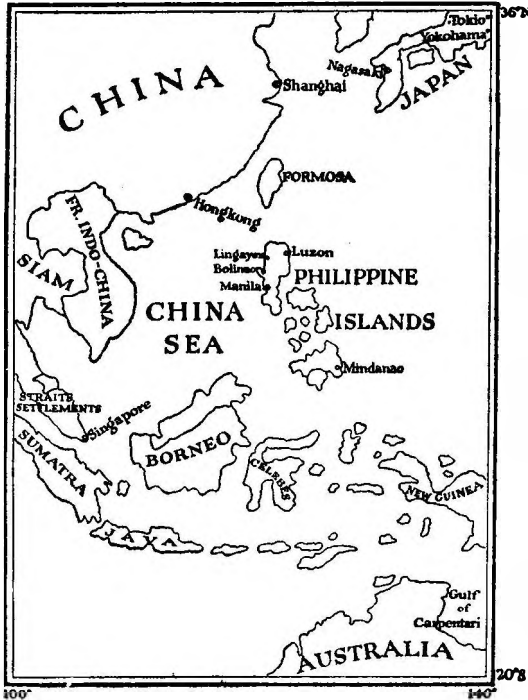 36°N
Tokio
Yokohama
Nagasaki
JAPAN
CHINA
Shanghai
FORMOSA
Hongkong
FR. INDO-CHINA
SIAM
Lingayen
Luzon
Bolinao
Manila
PHILIPPINE
ISLANDS
CHINA
SEA
Mindanao
STRAITS
SETTLEMENTS
Singapore
SUMATRA
BORNEO
CELEBES
NEW GUINEA
JAVA
Gulf
of
Carpentari
AUSTRALIA
20°S
100°
140°